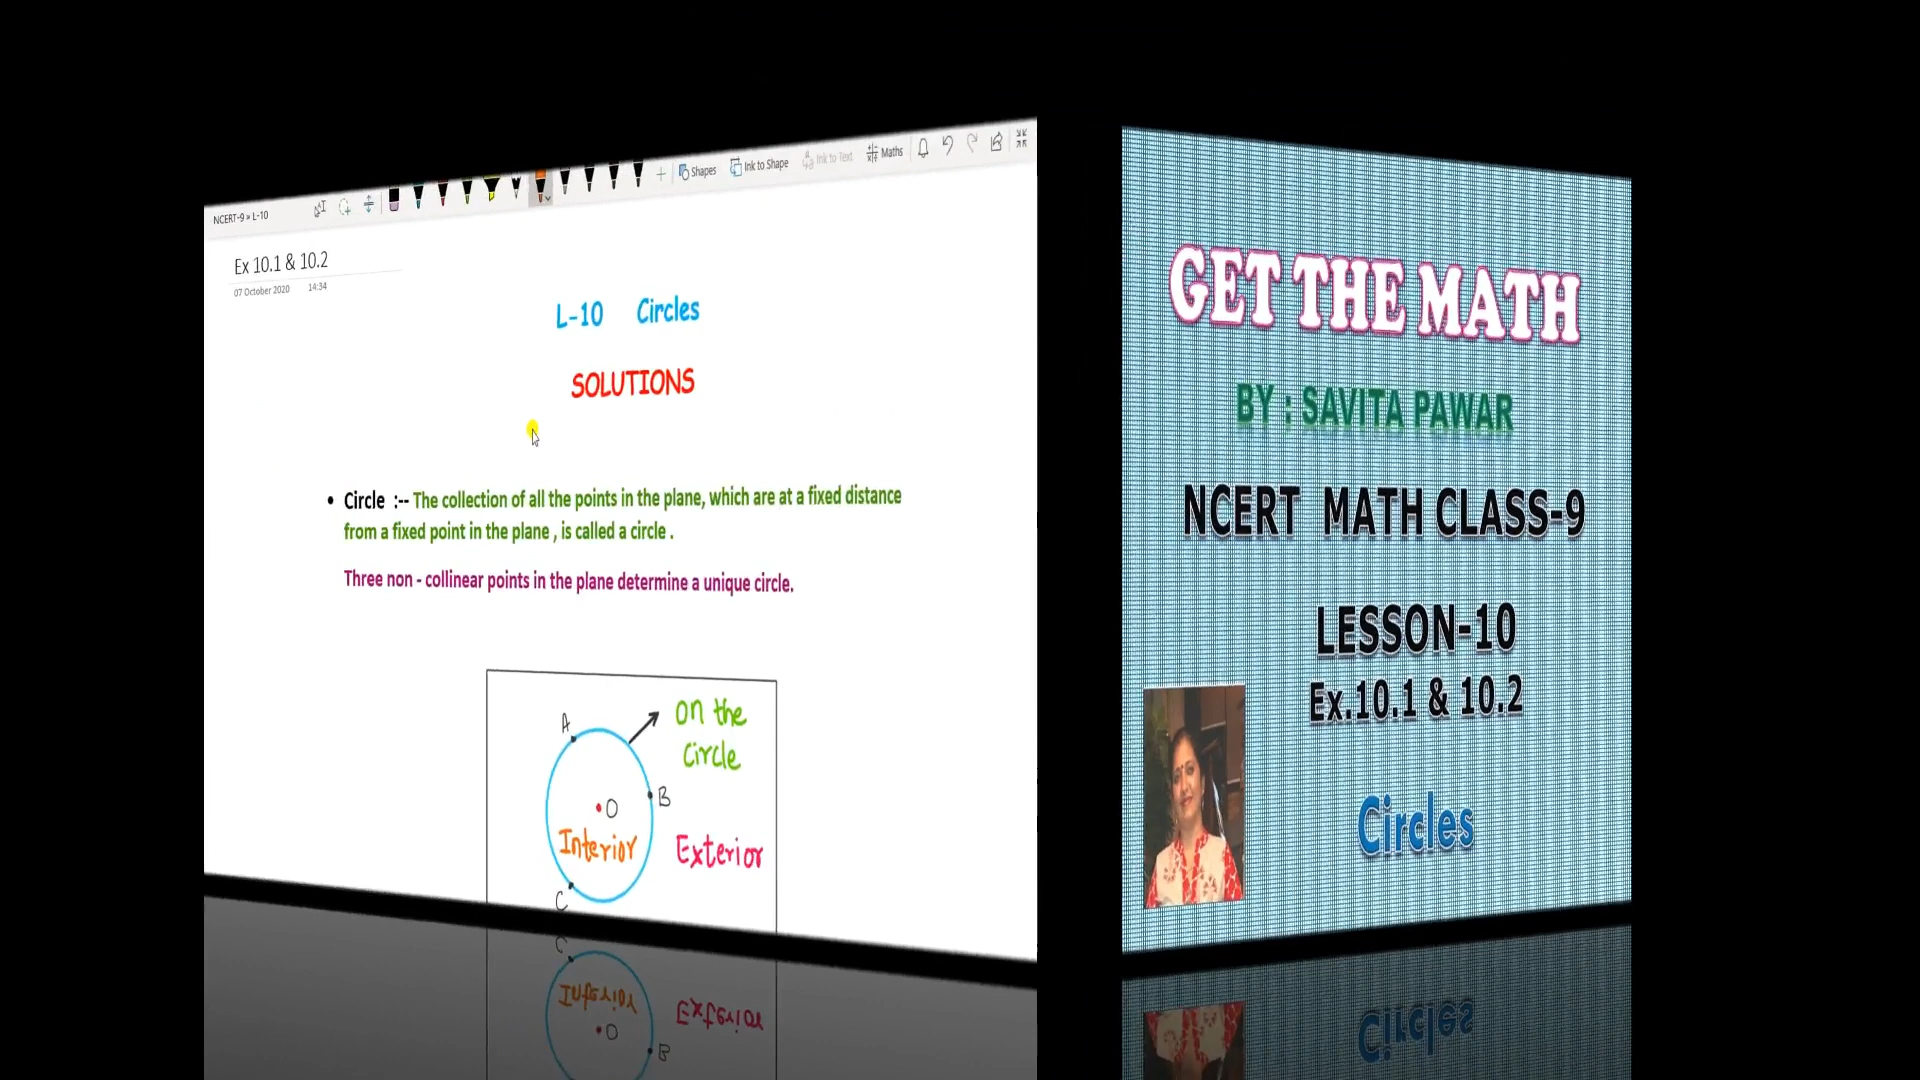 NCERT-9 » L-10
Shapes
Ink to Shape
Ink to Text
Maths
Ex 10.1 & 10.2
07 October 2020 14:34
L-10 Circles
SOLUTIONS
• Circle :-- The collection of all the points in the plane, which are at a fixed distance
from a fixed point in the plane , is called a circle .
Three non - collinear points in the plane determine a unique circle.
A
on the
circle
B
O
Interior
Exterior
C
GET THE MATH
BY : SAVITA PAWAR
NCERT MATH CLASS-9
LESSON-10
Ex.10.1 & 10.2
Circles